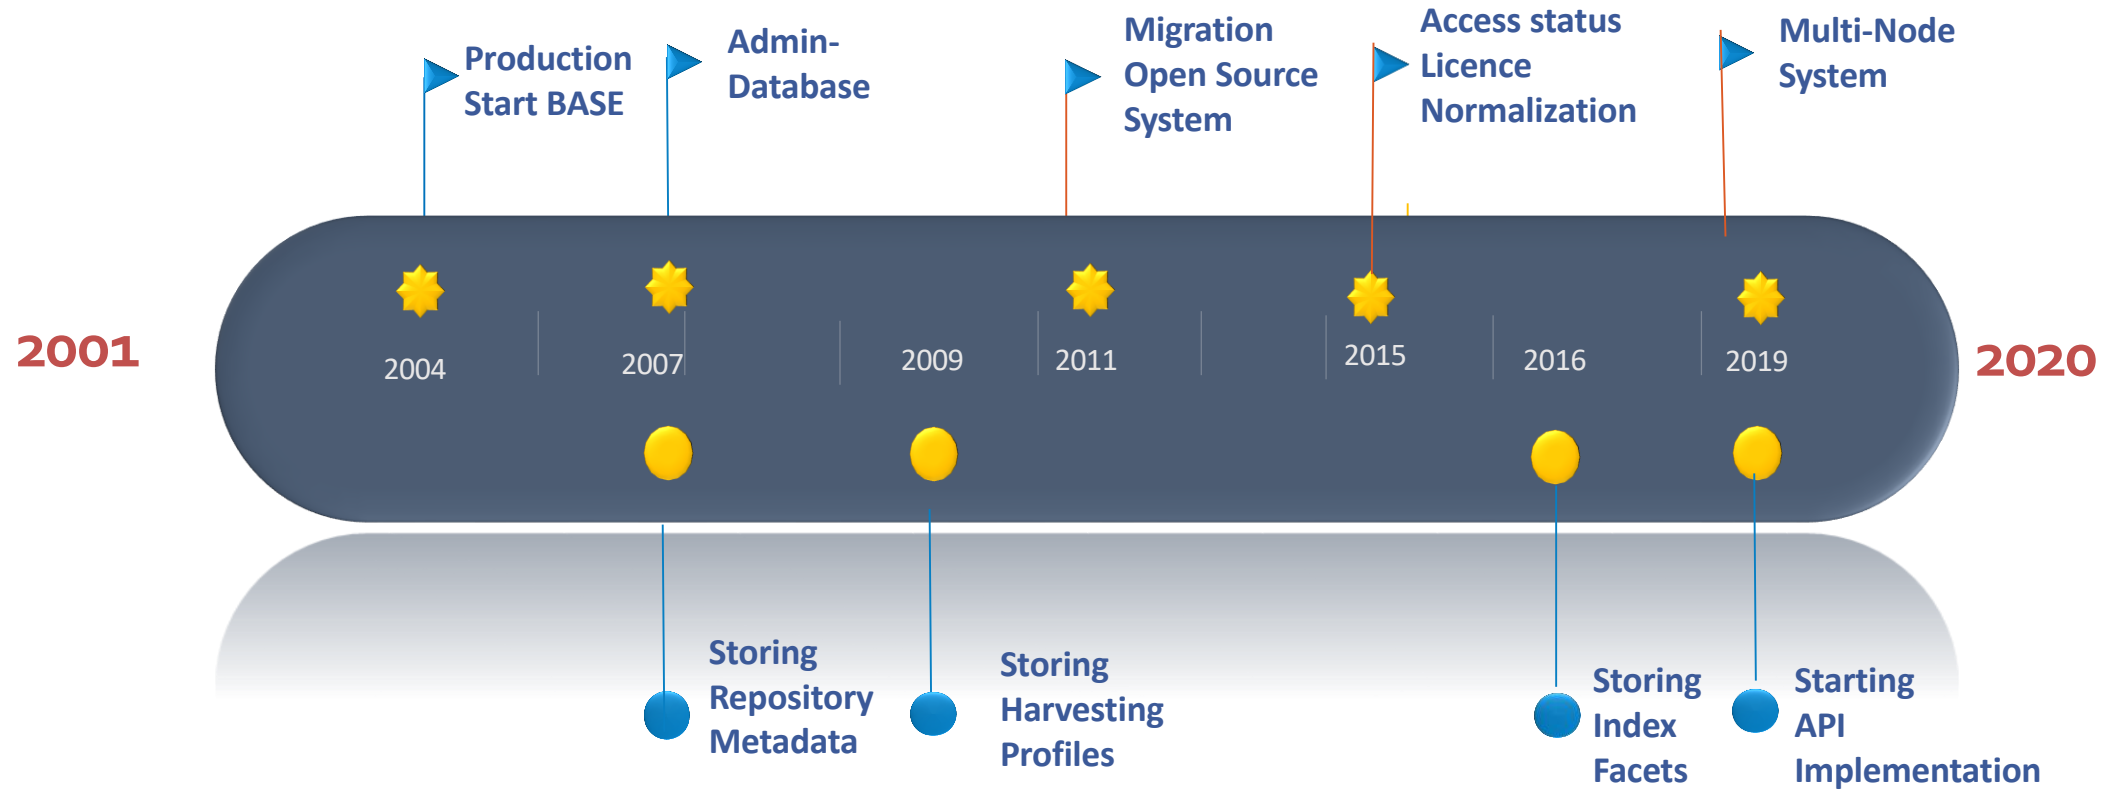 Production
Start BASE
Admin-
Database
Migration
Open Source
System
Access status
Licence
Normalization
Multi-Node
System
2001
2004
2007
2009
2011
2015
2016
2019
2020
Storing
Repository
Metadata
Storing
Harvesting
Profiles
Storing
Index
Facets
Starting
API
Implementation